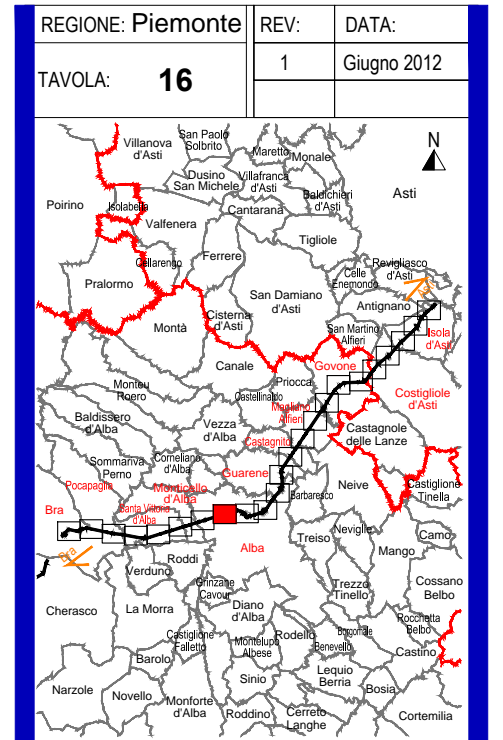 REGIONE: Piemonte
REV:
DATA:
TAVOLA: 16
1
Giugno 2012
N
Villanova
d'Asti
San Paolo
Solbrito
Maretto
Monale
Dusino
San Michele
Villafranca
d'Asti
Baldichieri
d'Asti
Asti
Poirino
Isolabella
Valfenera
Cantarana
Tigliole
Cellarengo
Ferrere
Revigliasco
d'Asti
Celle
Enemondo
Pralormo
San Damiano
d'Asti
Antignano
Cisterna
d'Asti
Montà
San Martino
Alfieri
Isola
d'Asti
Canale
Govone
Priocca
Monteu
Roero
Castellinaldo
Magliano
Alfieri
Costigliole
d'Asti
Baldissero
d'Alba
Vezza
d'Alba
Castagnito
Castagnole
delle Lanze
Sommariva
Perno
Corneliano
d'Alba
Guarene
Pocapaglia
Monticello
d'Alba
Barbaresco
Neive
Castiglione
Tinella
Bra
Santa Vittoria
d'Alba
Alba
Treiso
Neviglie
Camo
Bra
Roddi
Mango
Verduno
Grinzane
Cavour
Trezzo
Tinello
Cossano
Belbo
Cherasco
La Morra
Diano
d'Alba
Rocchetta
Belbo
Castiglione
Falletto
Montelupo
Albese
Rodello
Borgomale
Benevello
Castino
Barolo
Lequio
Berria
Sinio
Bosia
Narzole
Novello
Monforte
d'Alba
Roddino
Cerreto
Langhe
Cortemilia